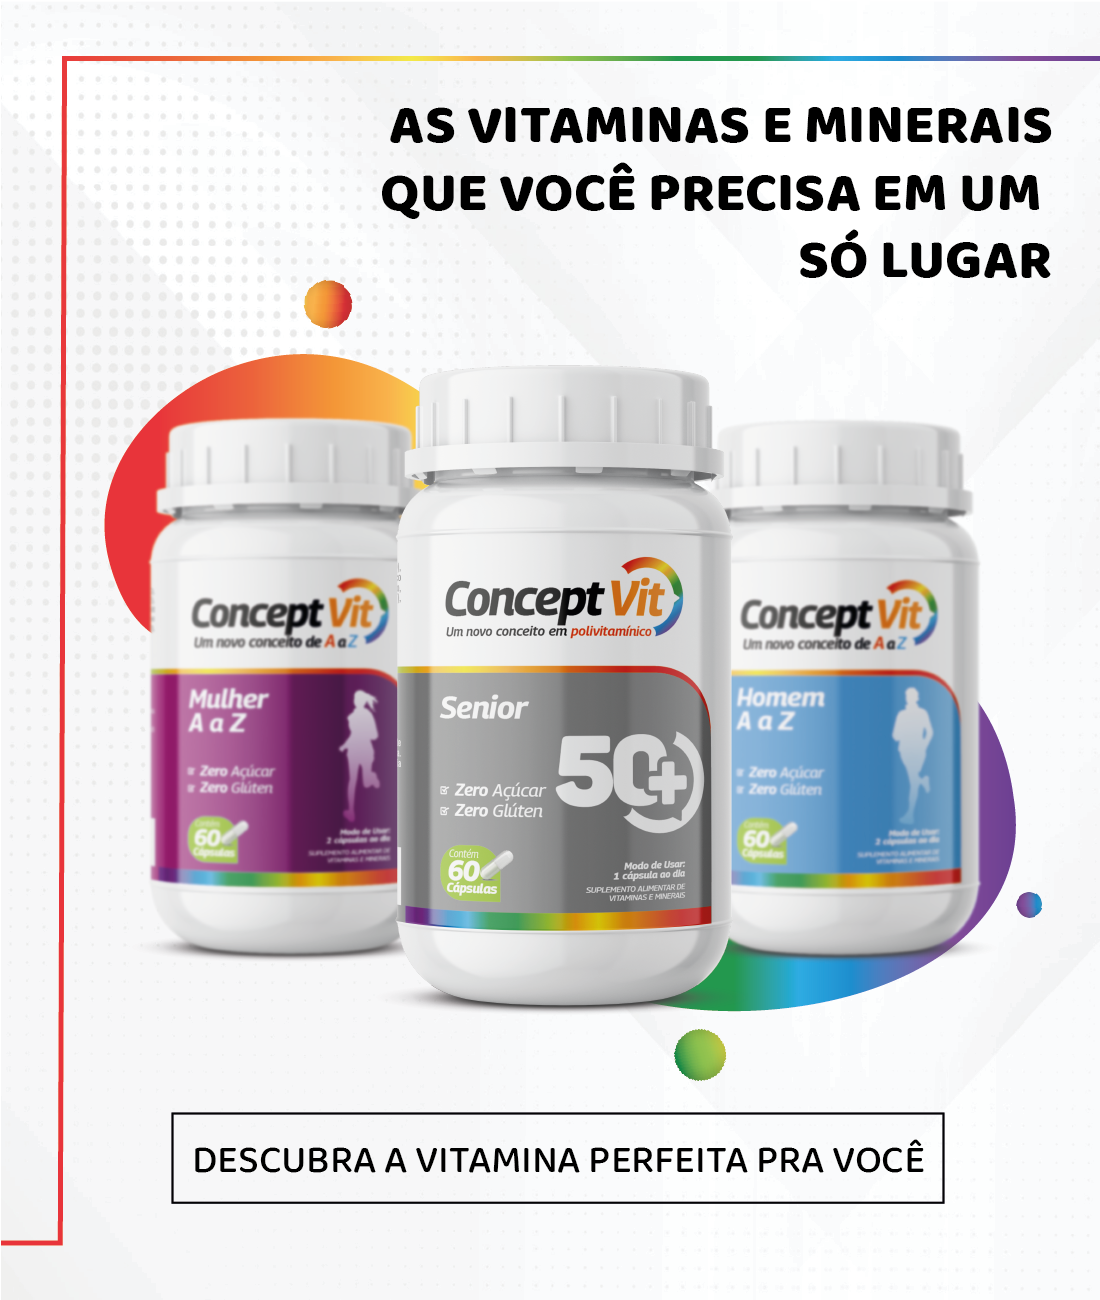 AS VITAMINAS E MINERAIS
QUE VOCÊ PRECISA EM UM
SÓ LUGAR
Concept Vit
Um novo conceito de A a Z
Mulher
A a Z
Zero Açúcar
Zero Glúten
Contém
60
Cápsulas
Modo de Usar:
2 cápsulas ao dia
SUPLEMENTO ALIMENTAR DE
VITAMINAS E MINERAIS
Concept Vit
Um novo conceito em polivitamínico
Senior
50+
Zero Açúcar
Zero Glúten
Contém
60
Cápsulas
Modo de Usar:
1 cápsula ao dia
SUPLEMENTO ALIMENTAR DE
VITAMINAS E MINERAIS
Concept Vit
Um novo conceito de A a Z
Homem
A a Z
Zero Açúcar
Zero Glúten
Contém
60
Cápsulas
Modo de Usar:
2 cápsulas ao dia
SUPLEMENTO ALIMENTAR DE
VITAMINAS E MINERAIS
DESCUBRA A VITAMINA PERFEITA PRA VOCÊ